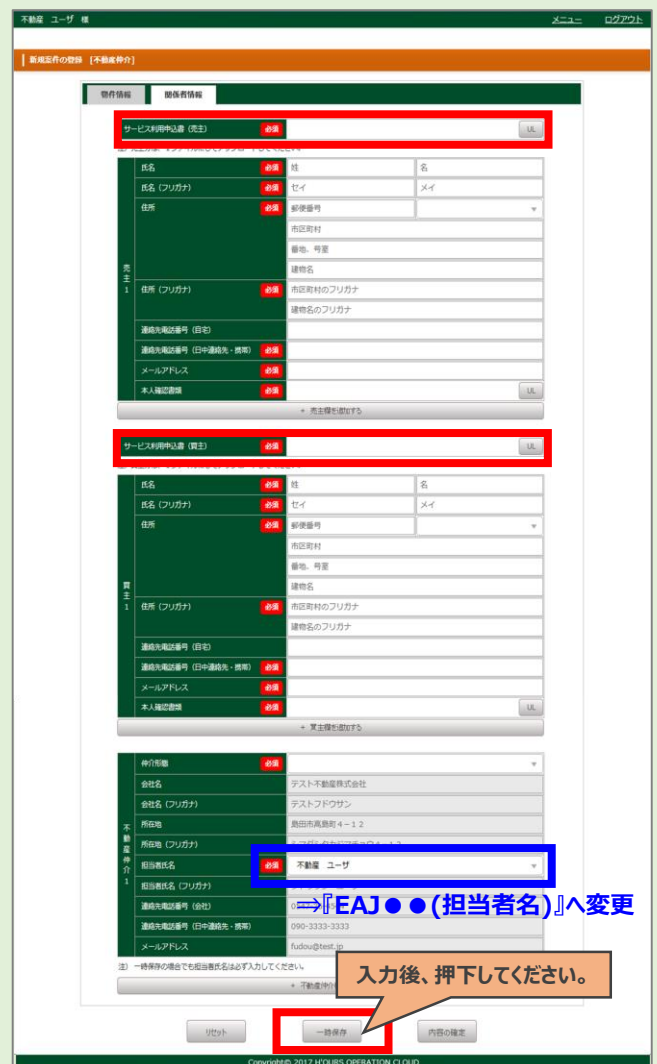 不動産 ユーザ 様 メニュー ログアウト
新規案件の登録 [不動産仲介]
物件情報 関係者情報
サービス利用申込書 (売主) 必須 UL
売主1
氏名 必須 姓 名
氏名 (フリガナ) 必須 セイ メイ
住所 必須 郵便番号
市区町村
番地、号室
建物名
住所 (フリガナ) 必須 市区町村のフリガナ
建物名のフリガナ
連絡先電話番号 (自宅)
連絡先電話番号 (日中連絡先・携帯) 必須
メールアドレス 必須
本人確認書類 必須 UL
+ 売主欄を追加する
サービス利用申込書 (買主) 必須 UL
買主1
氏名 必須 姓 名
氏名 (フリガナ) 必須 セイ メイ
住所 必須 郵便番号
市区町村
番地、号室
建物名
住所 (フリガナ) 必須 市区町村のフリガナ
建物名のフリガナ
連絡先電話番号 (自宅)
連絡先電話番号 (日中連絡先・携帯) 必須
メールアドレス 必須
本人確認書類 必須 UL
+ 買主欄を追加する
不動産仲介1
仲介形態 必須
会社名 テスト不動産株式会社
会社名 (フリガナ) テストフドウサン
所在地 島田市高島町4-12
所在地 (フリガナ)
担当者氏名 必須 不動産 ユーザ
担当者氏名 (フリガナ)
⇒『EAJ●●(担当者名)』へ変更
連絡先電話番号 (会社)
連絡先電話番号 (日中連絡先・携帯) 090-3333-3333
メールアドレス fudou@test.jp
注) 一時保存の場合でも担当者氏名は必ず入力してください。
入力後、押下してください。
+ 不動産仲介
リセット 一時保存 内容の確定
Copyright© 2017 H'OURS OPERATION CLOUD